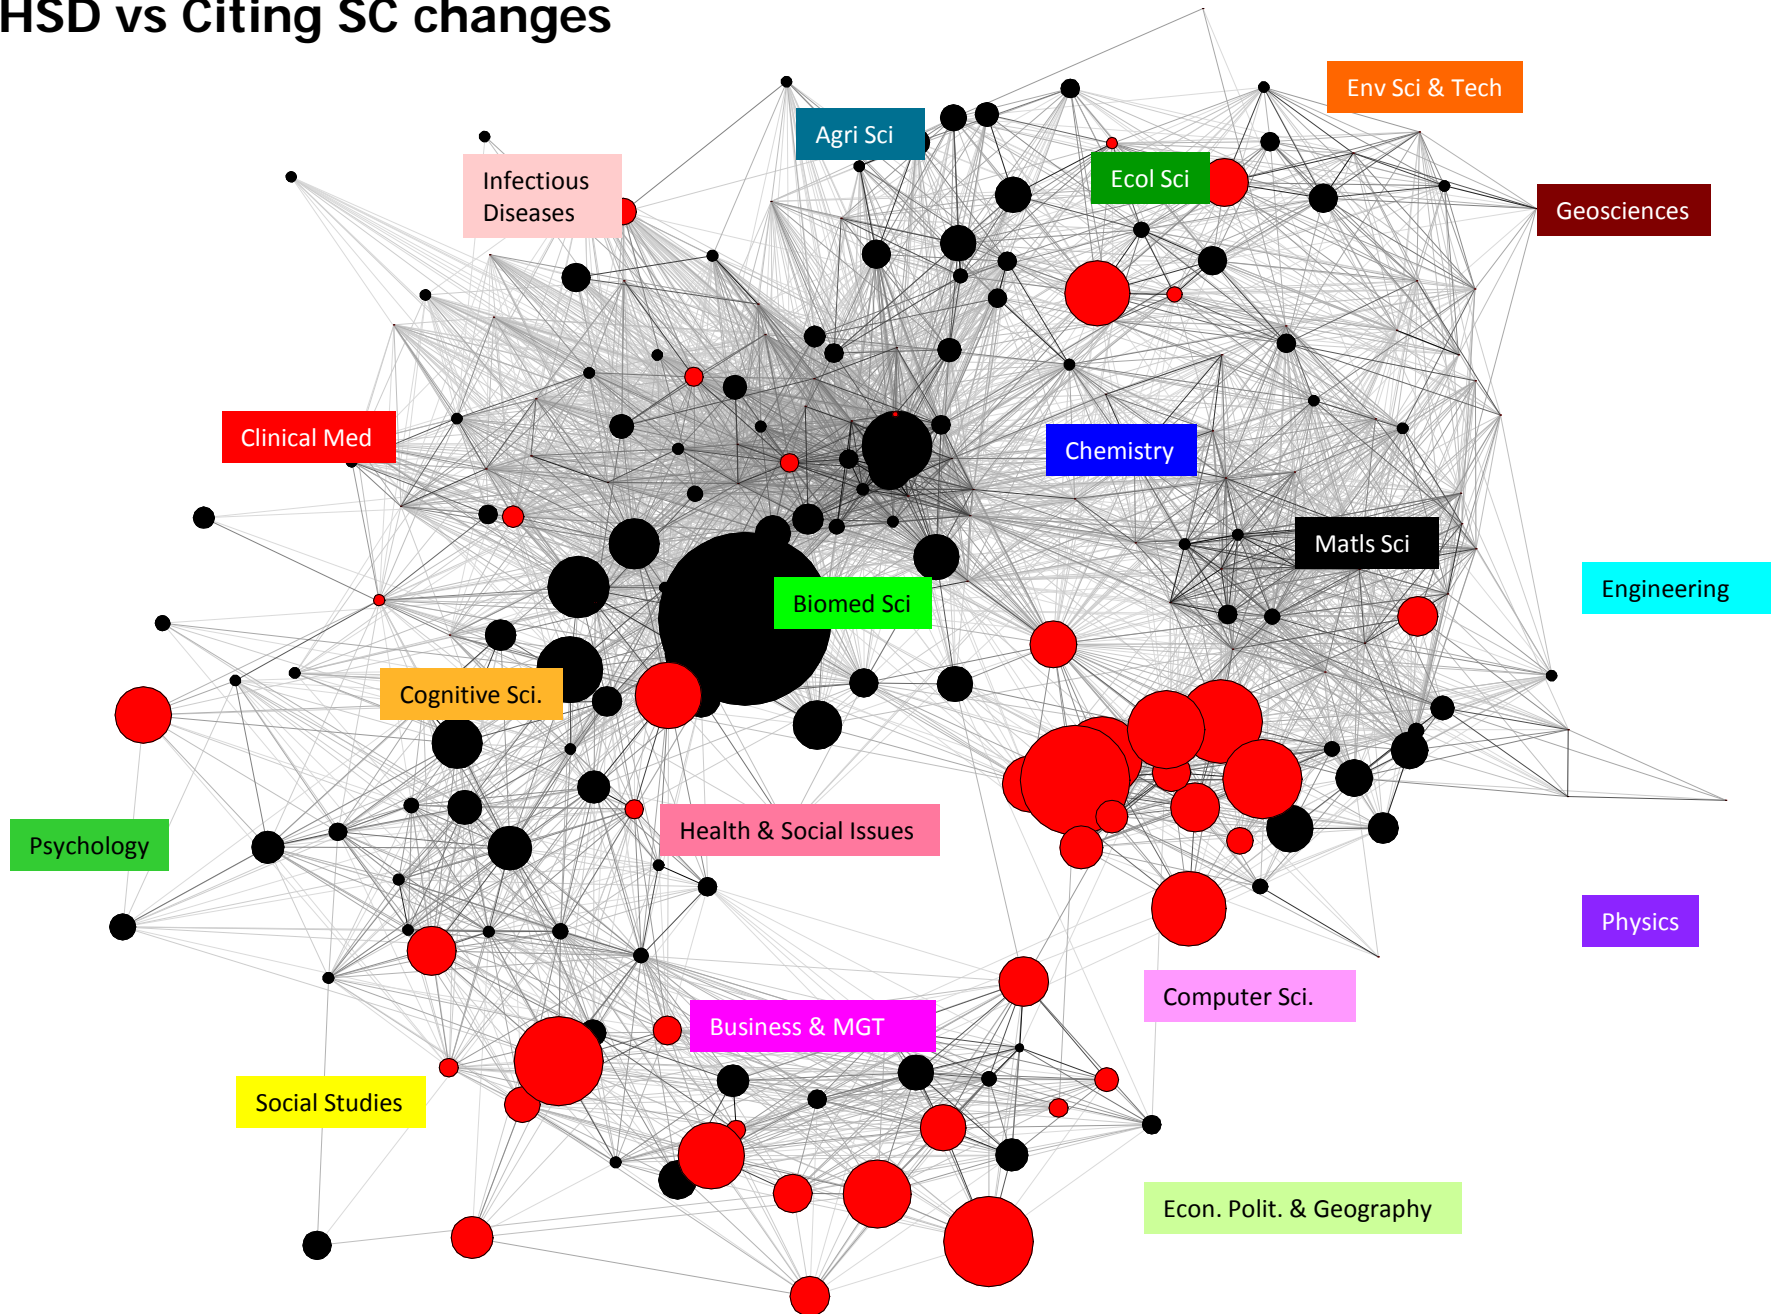 HSD vs Citing SC changes
Env Sci & Tech
Agri Sci
Ecol Sci
Infectious
Diseases
Geosciences
Clinical Med
Chemistry
Matls Sci
Engineering
Biomed Sci
Cognitive Sci.
Health & Social Issues
Psychology
Physics
Computer Sci.
Business & MGT
Social Studies
Econ. Polit. & Geography